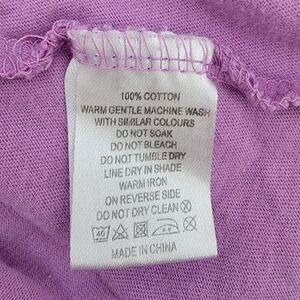 100% COTTON
WARM GENTLE MACHINE WASH
WITH SIMILAR COLOURS
DO NOT SOAK
DO NOT BLEACH
DO NOT TUMBLE DRY
LINE DRY IN SHADE
WARM IRON
ON REVERSE SIDE
DO NOT DRY CLEAN
40
MADE IN CHINA